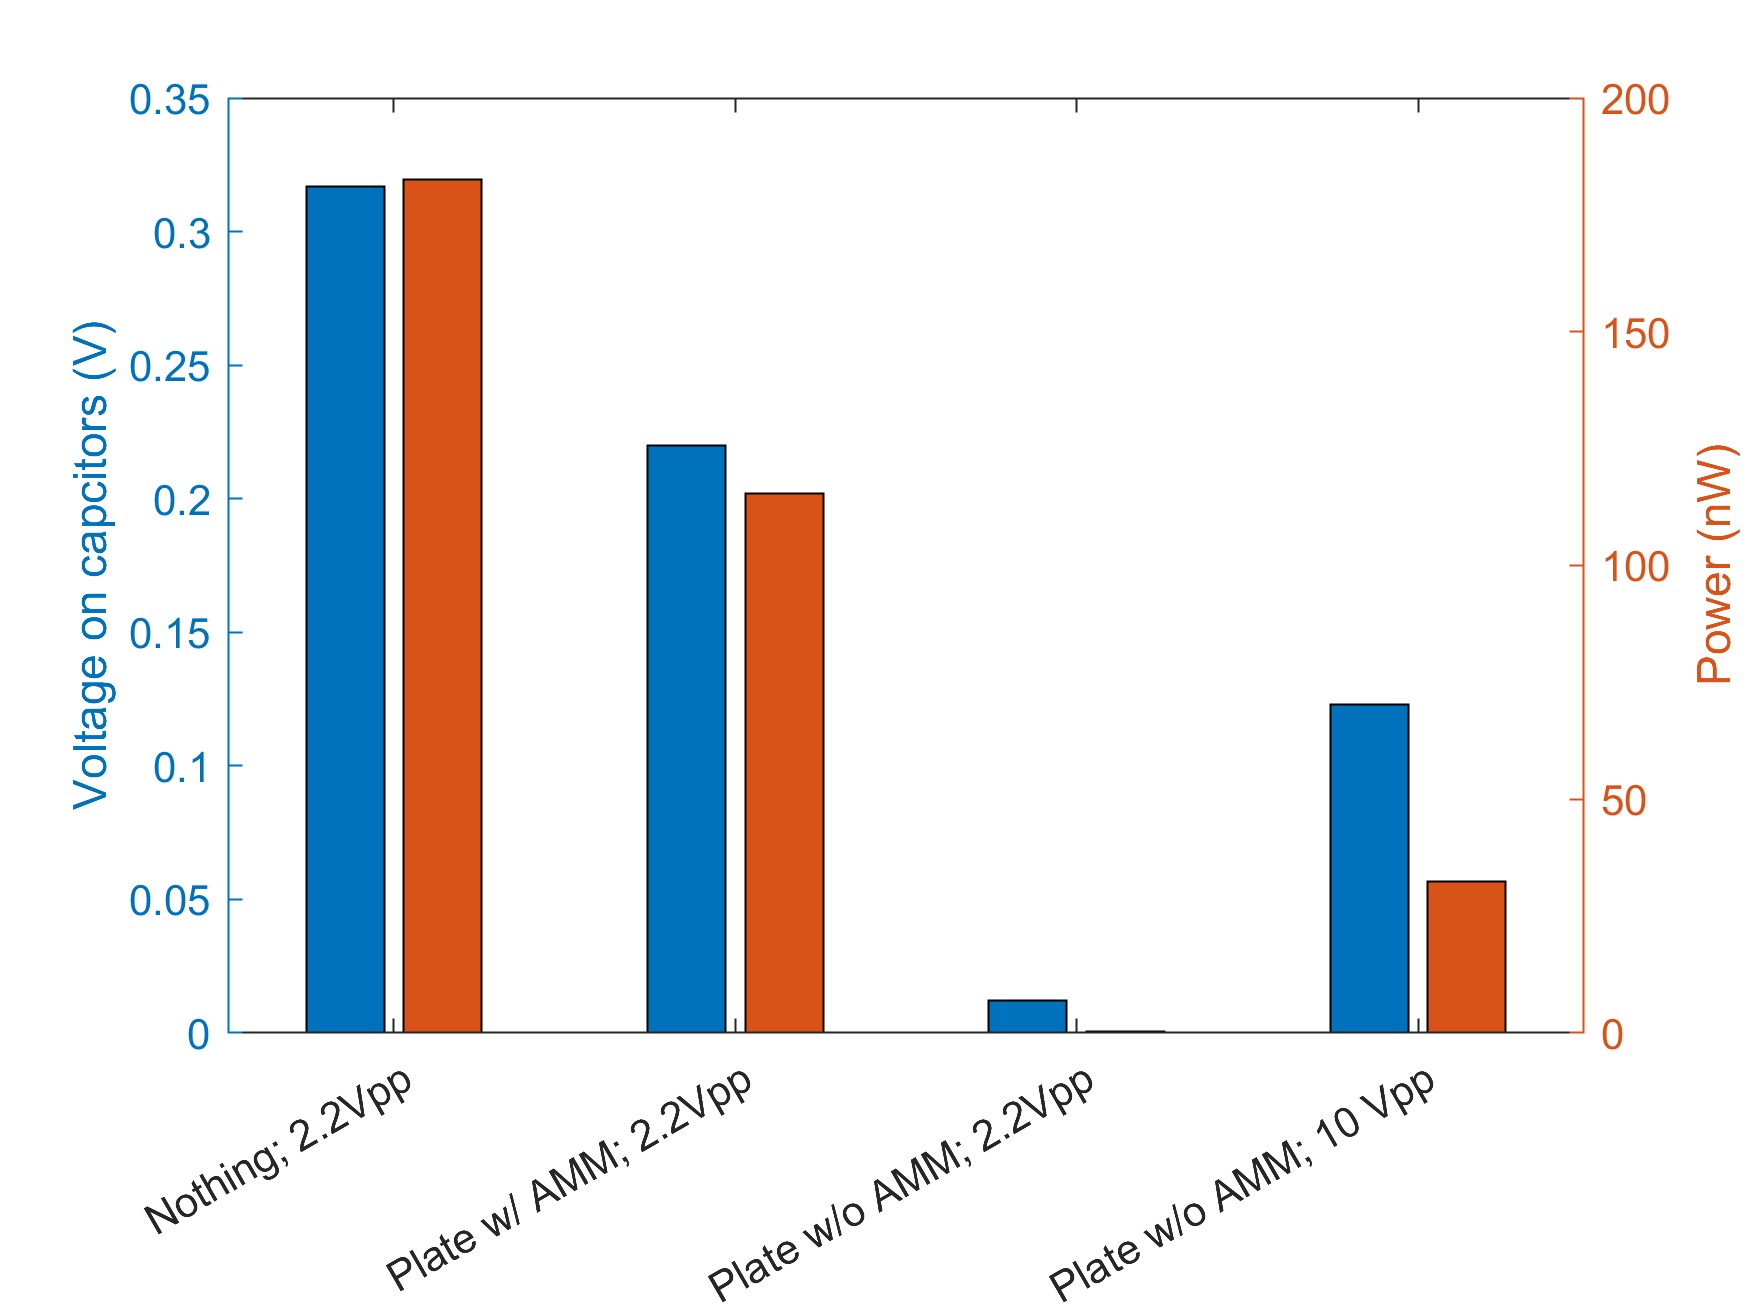 0.35
0.3
0.25
0.2
0.15
0.1
0.05
0
Voltage on capcitors (V)
200
150
100
50
0
Power (nW)
Nothing; 2.2Vpp
Plate w/ AMM; 2.2Vpp
Plate w/o AMM; 2.2Vpp
Plate w/o AMM; 10 Vpp